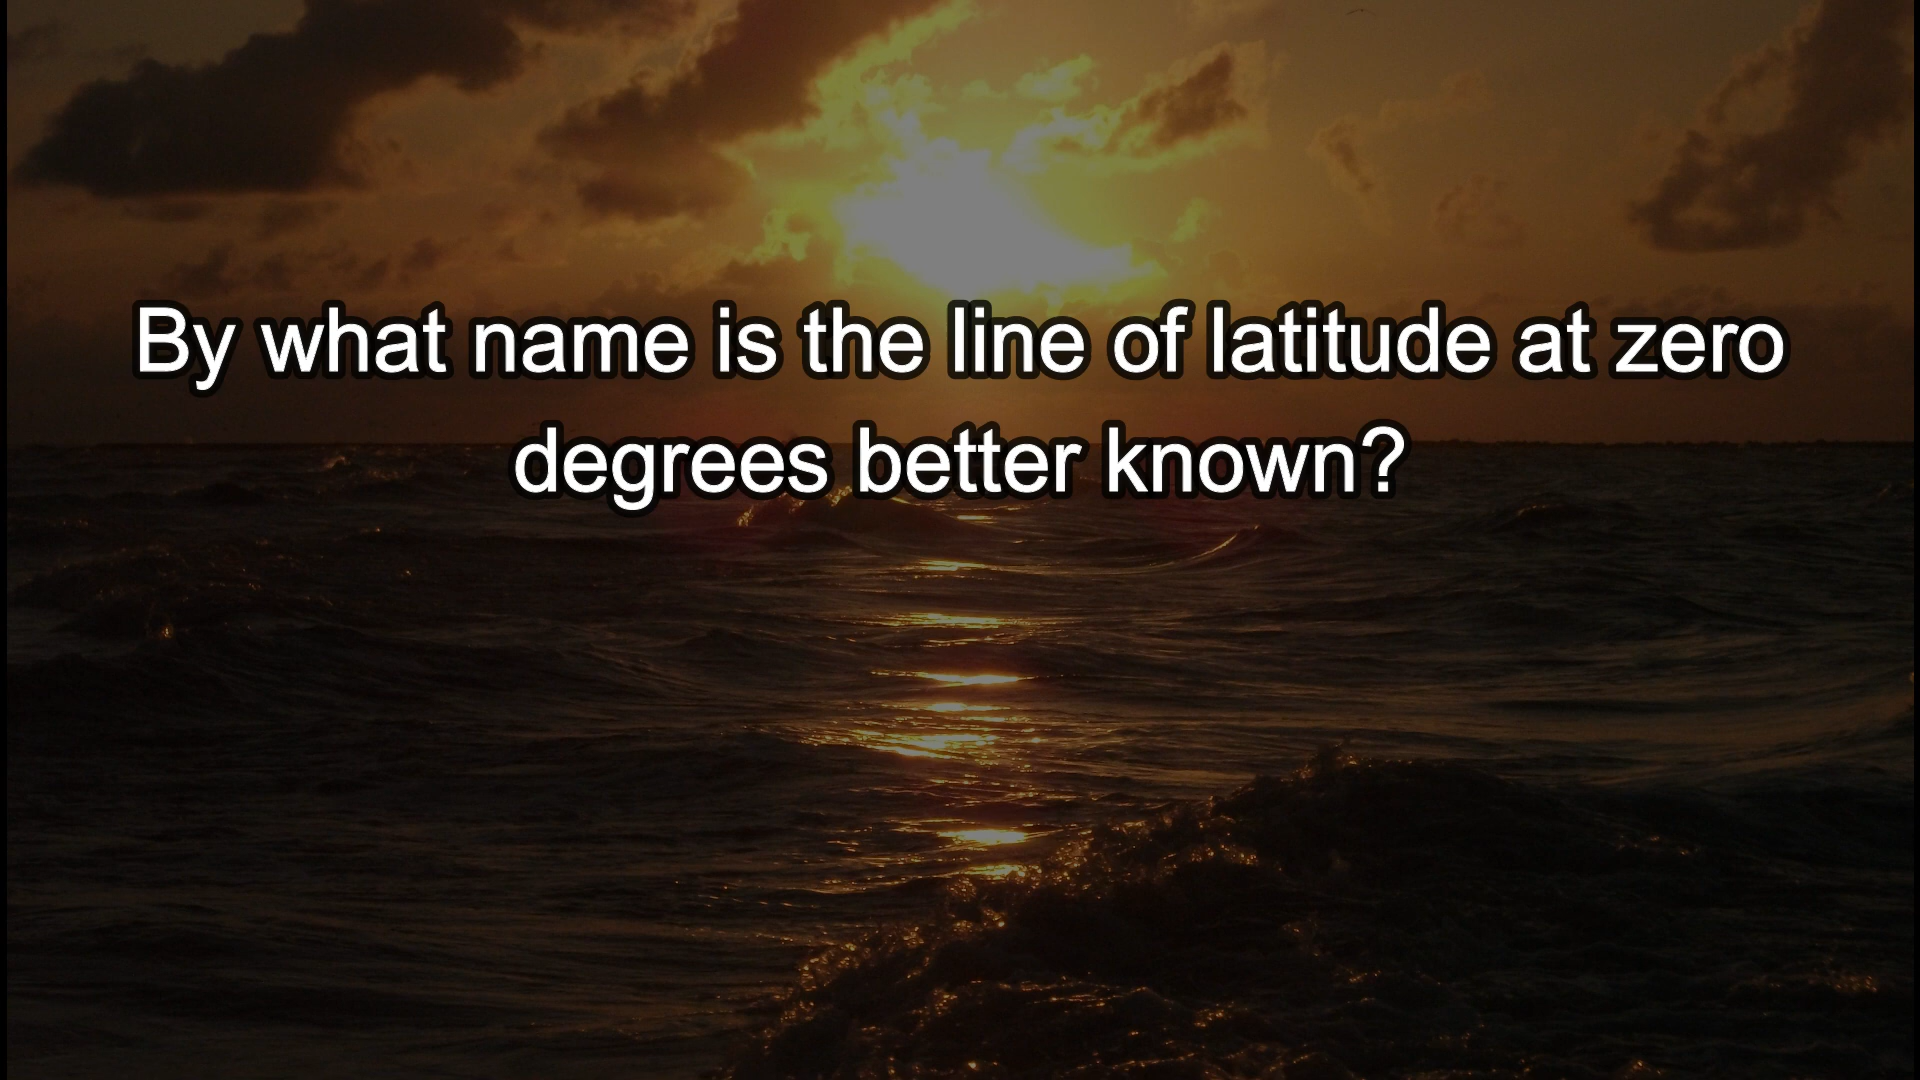 By what name is the line of latitude at zero
degrees better known?